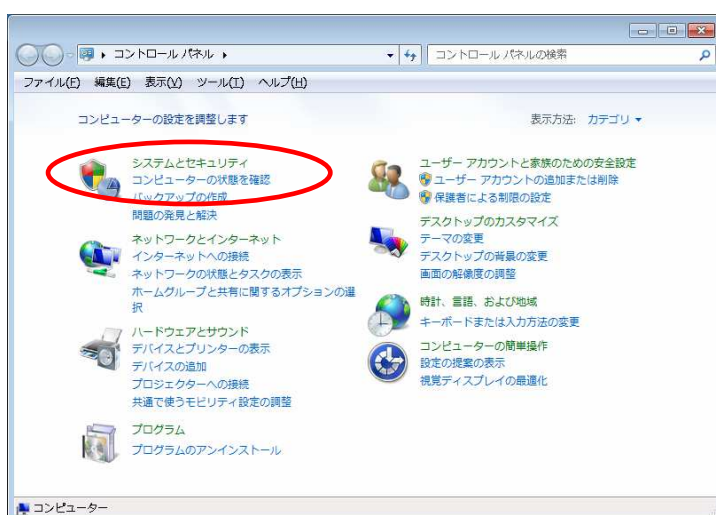 コントロール パネル
コントロール パネルの検索
ファイル(F) 編集(E) 表示(V) ツール(T) ヘルプ(H)
コンピューターの設定を調整します
表示方法: カテゴリ
システムとセキュリティ
コンピューターの状態を確認
バックアップの作成
問題の発見と解決
ネットワークとインターネット
インターネットへの接続
ネットワークの状態とタスクの表示
ホームグループと共有に関するオプションの選
択
ハードウェアとサウンド
デバイスとプリンターの表示
デバイスの追加
プロジェクターへの接続
共通で使うモビリティ設定の調整
プログラム
プログラムのアンインストール
ユーザー アカウントと家族のための安全設定
ユーザー アカウントの追加または削除
保護者による制限の設定
デスクトップのカスタマイズ
テーマの変更
デスクトップの背景の変更
画面の解像度の調整
時計、言語、および地域
キーボードまたは入力方法の変更
コンピューターの簡単操作
設定の提案の表示
視覚ディスプレイの最適化
コンピューター